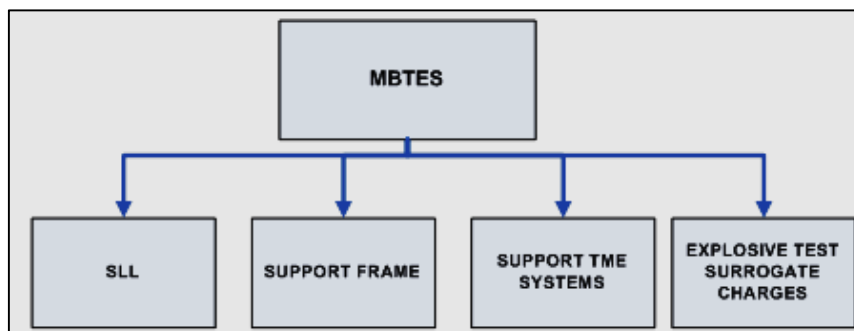 MBTES
SLL
SUPPORT FRAME
SUPPORT TME
SYSTEMS
EXPLOSIVE TEST
SURROGATE
CHARGES